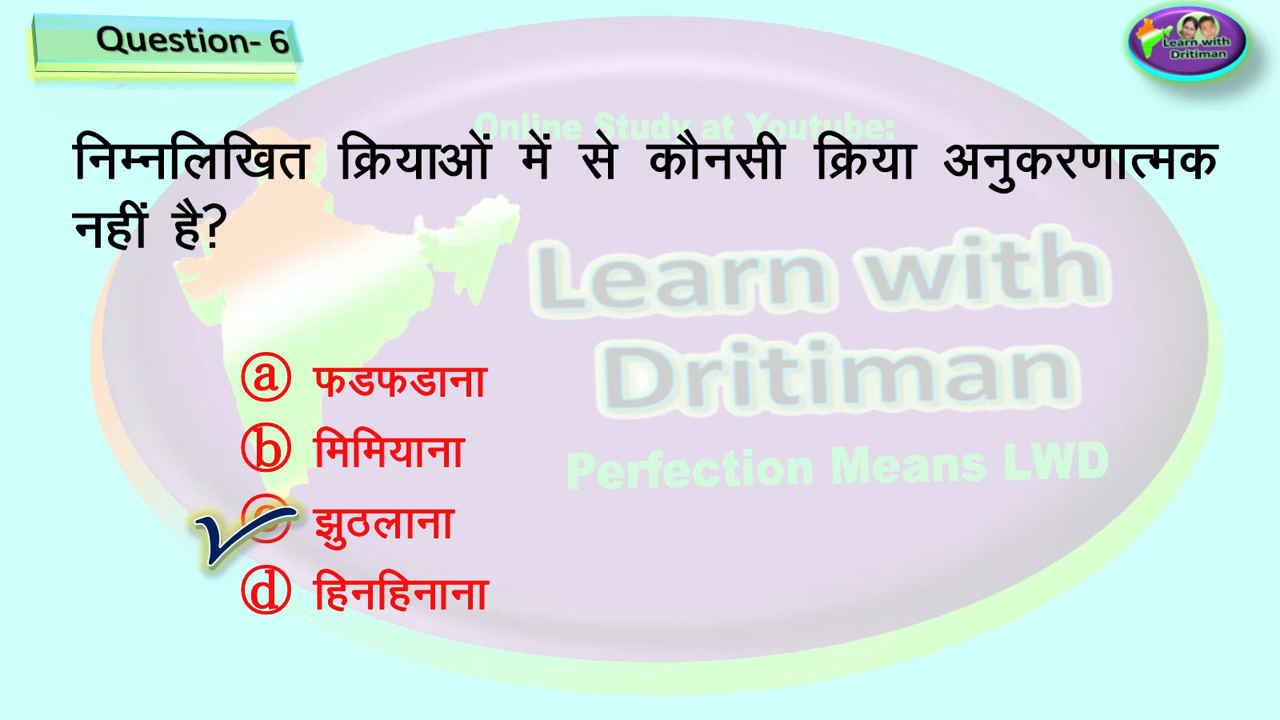 Question- 6
Learn with
Dritiman
Online Study at Youtube:
निम्नलिखित क्रियाओं में से कौनसी क्रिया अनुकरणात्मक
नहीं है?
Learn with
Dritiman
Perfection Means LWD
ⓐ फडफडाना
ⓑ मिमियाना
ⓒ झुठलाना
ⓓ हिनहिनाना